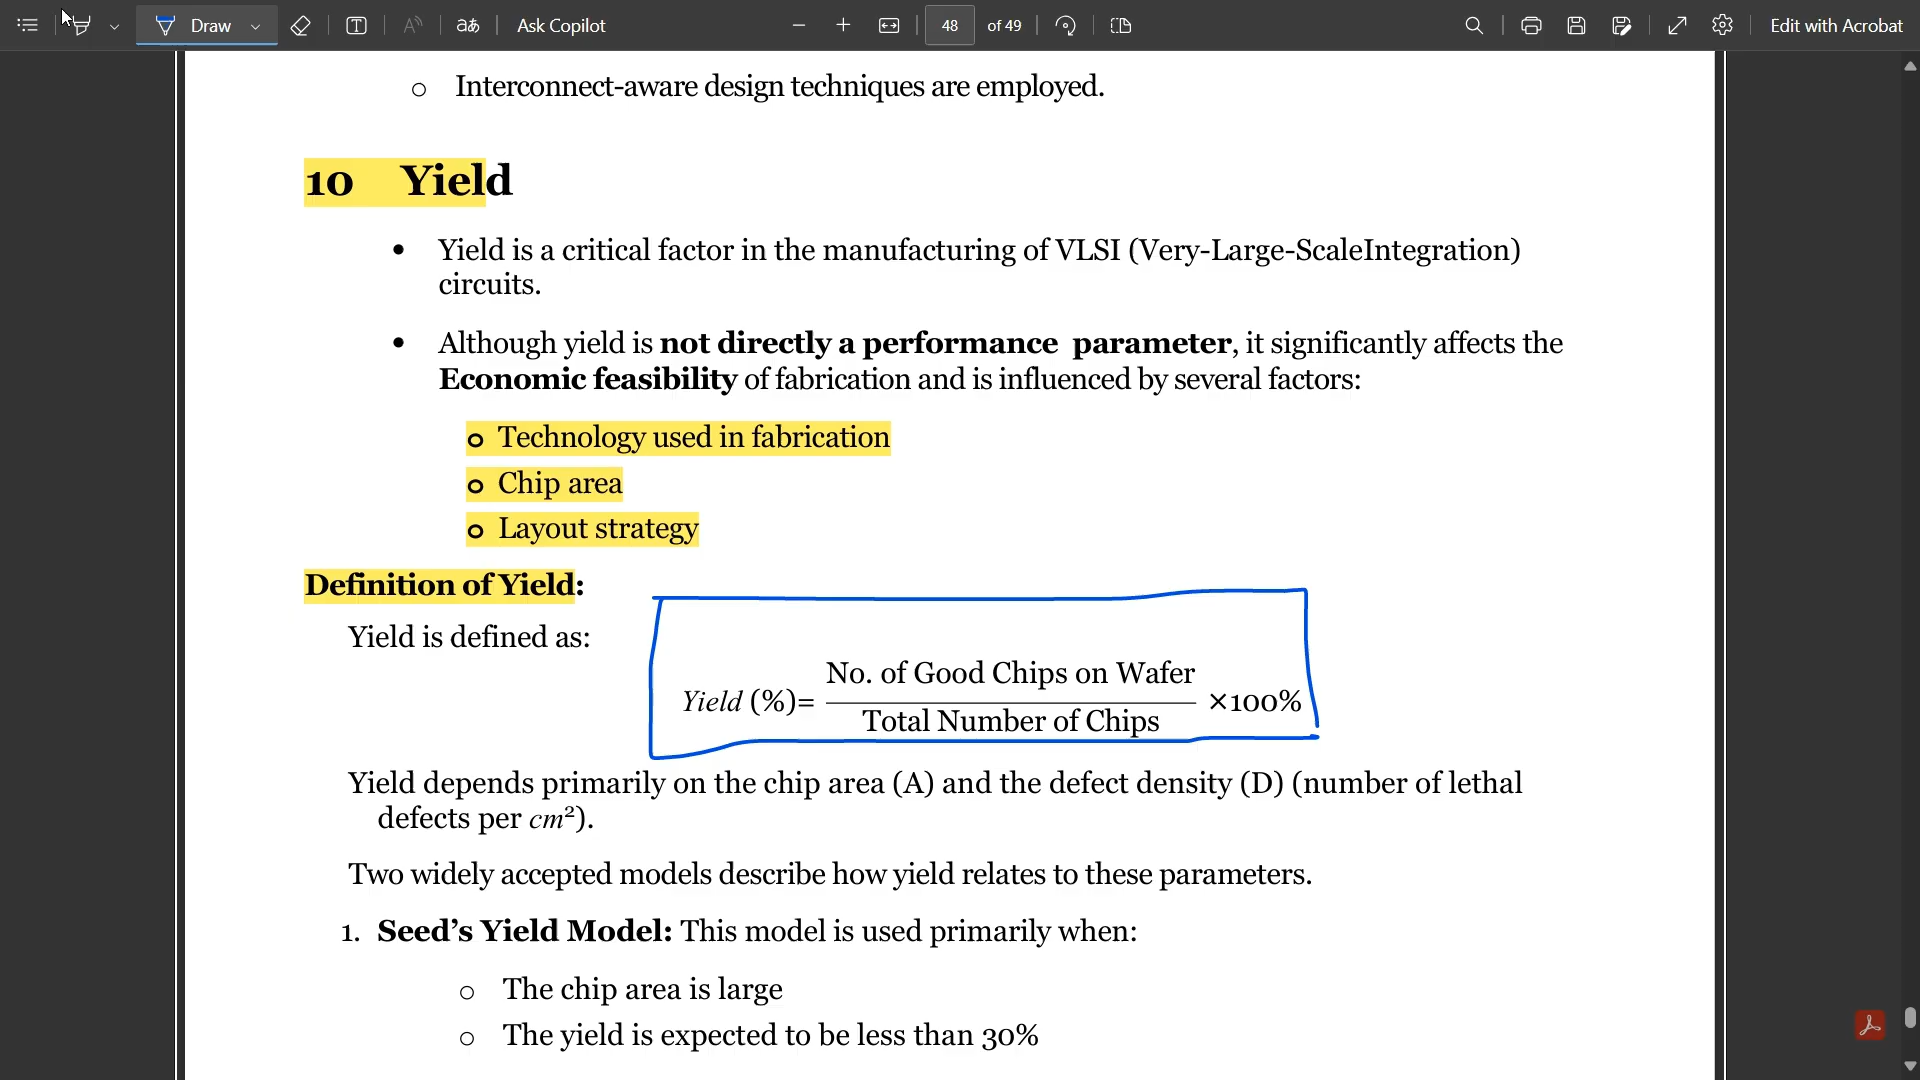 Draw
Ask Copilot
48 of 49
Edit with Acrobat
o Interconnect-aware design techniques are employed.
10 Yield
• Yield is a critical factor in the manufacturing of VLSI (Very-Large-ScaleIntegration)
circuits.
• Although yield is not directly a performance parameter, it significantly affects the
Economic feasibility of fabrication and is influenced by several factors:
o Technology used in fabrication
o Chip area
o Layout strategy
Definition of Yield:
Yield is defined as:
No. of Good Chips on Wafer
Yield (%)= ×100%
Total Number of Chips
Yield depends primarily on the chip area (A) and the defect density (D) (number of lethal
defects per cm²).
Two widely accepted models describe how yield relates to these parameters.
1. Seed’s Yield Model: This model is used primarily when:
o The chip area is large
o The yield is expected to be less than 30%